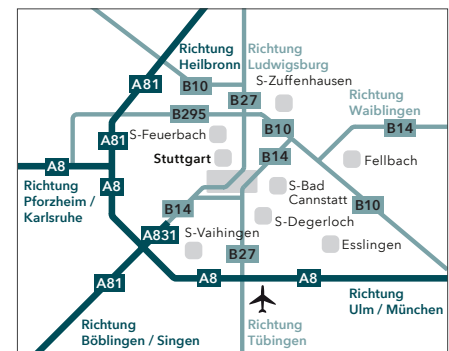 Richtung
Heilbronn
Richtung
Ludwigsburg
A81
B10
S-Zuffenhausen
B27
Richtung
Waiblingen
B295
B10
B14
A81
S-Feuerbach
Stuttgart
B14
Fellbach
A8
A8
Richtung
Pforzheim /
Karlsruhe
S-Bad
Cannstatt
B14
B10
S-Degerloch
A831
S-Vaihingen
Esslingen
B27
A81
A8
A8
Richtung
Ulm / München
Richtung
Böblingen / Singen
Richtung
Tübingen